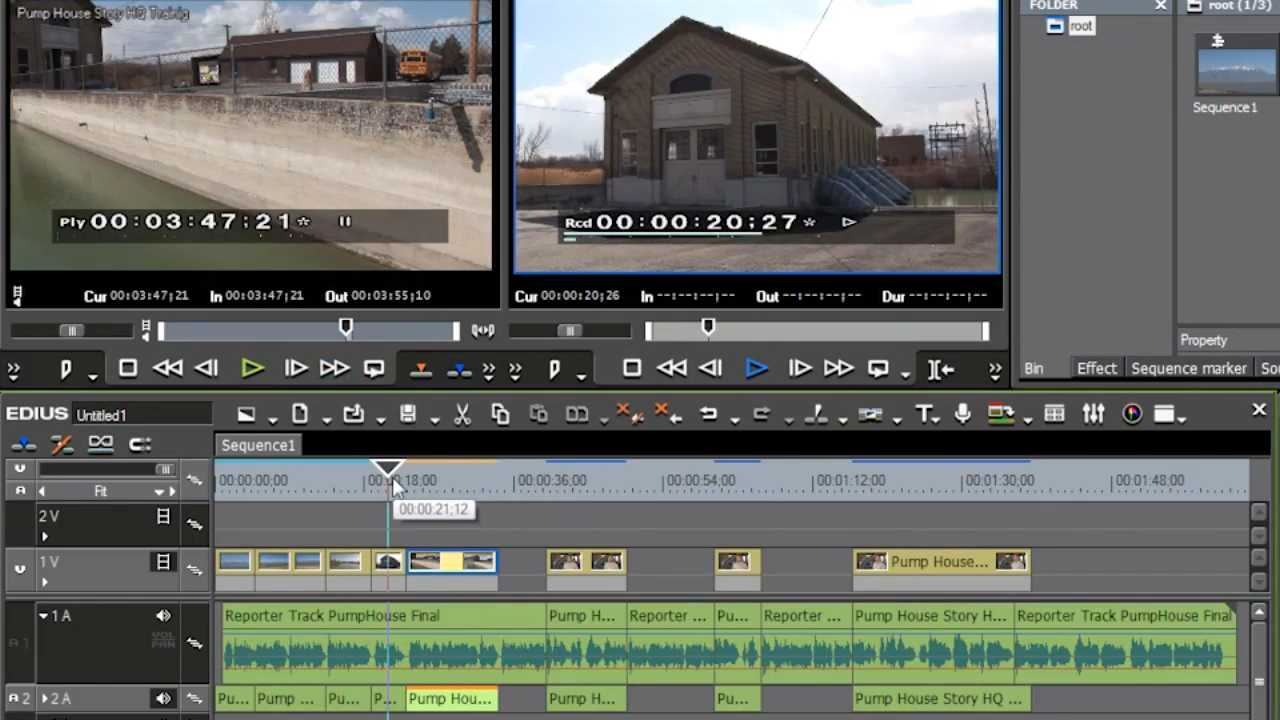 Pump House Story HQ Trainig
FOLDER
root (1/3)
root
Sequence1
Ply 00:03:47;21
Rcd 00:00:20;27
Cur 00:03:47;21 In 00:03:47;21 Out 00:03:55;10
Cur 00:00:20;26 In --:--:--;-- Out --:--:--;-- Dur --:--:--;--
Property
Bin Effect Sequence marker
EDIUS Untitled1
Sequence1
Fit
00:00:00;00 00:00:18;00 00:00:36;00 00:00:54;00 00:01:12;00 00:01:30;00 00:01:48;00
00:00:21;12
2 V
1 V Pump House...
A 1 1 A Reporter Track PumpHouse Final Pump H... Reporter ... Pu... Reporter ... Pump House Story H... Reporter Track PumpHouse Final
VOL
PAN
A 2 2 A Pu... Pump ... Pu... P... Pump Hou... Pump H... Pu... Pump House Story HQ ...